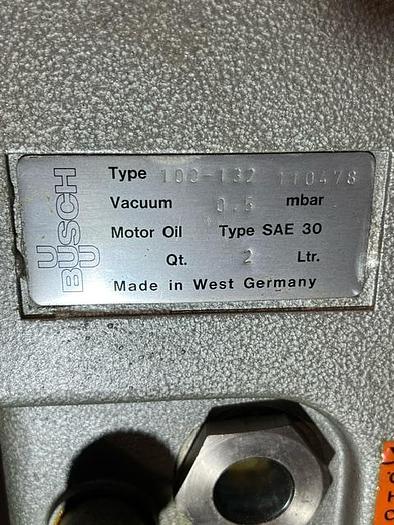 BUSCH
Type 100-132 110478
Vacuum 0.5 mbar
Motor Oil Type SAE 30
Qt. 2 Ltr.
Made in West Germany